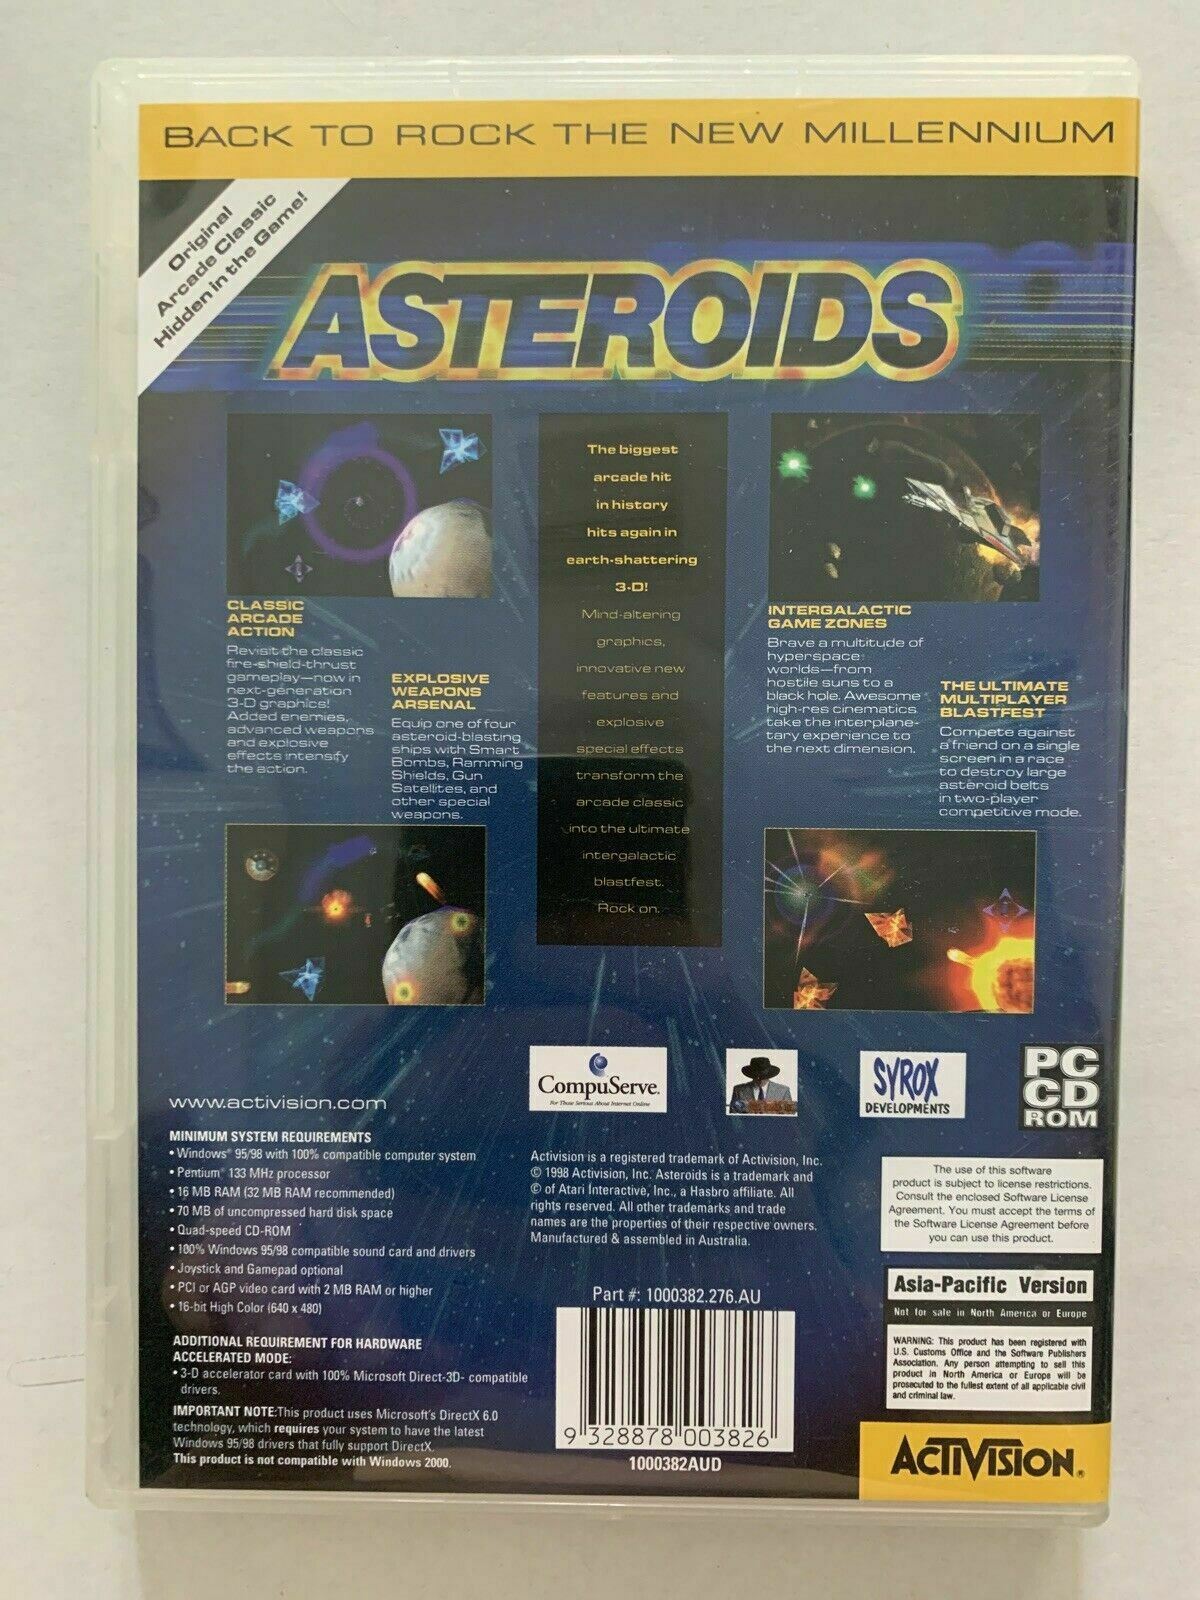 BACK TO ROCK THE NEW MILLENNIUM
Original
Arcade Classic
Hidden in the Game!
ASTEROIDS
CLASSIC
ARCADE
ACTION
Revisit the classic
fire-shield-thrust
gameplay—now in
next-generation
3-D graphics!
Added enemies,
advanced weapons
and explosive
effects intensify
the action.
EXPLOSIVE
WEAPONS
ARSENAL
Equip one of four
asteroid-blasting
ships with Smart
Bombs, Ramming
Shields, Gun
Satellites, and
other special
weapons.
The biggest
arcade hit
in history
hits again in
earth-shattering
3-D!
Mind-altering
graphics,
innovative new
features and
explosive
special effects
transform the
arcade classic
into the ultimate
intergalactic
blastfest.
Rock on.
INTERGALACTIC
GAME ZONES
Brave a multitude of
hyperspace
worlds—from
hostile suns to a
black hole. Awesome
high-res cinematics
take the interplane-
tary experience to
the next dimension.
THE ULTIMATE
MULTIPLAYER
BLASTFEST
Compete against
a friend on a single
screen in a race
to destroy large
asteroid belts
in two-player
competitive mode.
www.activision.com
CompuServe.
For Those Serious About Internet Online
SYROX
DEVELOPMENTS
PC
CD
ROM
MINIMUM SYSTEM REQUIREMENTS
• Windows® 95/98 with 100% compatible computer system
• Pentium® 133 MHz processor
• 16 MB RAM (32 MB RAM recommended)
• 70 MB of uncompressed hard disk space
• Quad-speed CD-ROM
• 100% Windows 95/98 compatible sound card and drivers
• Joystick and Gamepad optional
• PCI or AGP video card with 2 MB RAM or higher
• 16-bit High Color (640 x 480)
ADDITIONAL REQUIREMENT FOR HARDWARE
ACCELERATED MODE:
• 3-D accelerator card with 100% Microsoft Direct-3D- compatible
drivers.
IMPORTANT NOTE:This product uses Microsoft's DirectX 6.0
technology, which requires your system to have the latest
Windows 95/98 drivers that fully support DirectX.
This product is not compatible with Windows 2000.
Activision is a registered trademark of Activision, Inc.
© 1998 Activision, Inc. Asteroids is a trademark and
© of Atari Interactive, Inc., a Hasbro affiliate. All
rights reserved. All other trademarks and trade
names are the properties of their respective owners.
Manufactured & assembled in Australia.
Part #: 1000382.276.AU
9 328878 003826
1000382AUD
The use of this software
product is subject to license restrictions.
Consult the enclosed Software License
Agreement. You must accept the terms of
the Software License Agreement before
you can use this product.
Asia-Pacific Version
Not for sale in North America or Europe
WARNING: This product has been registered with
U.S. Customs Office and the Software Publishers
Association. Any person attempting to sell this
product in North America or Europe will be
prosecuted to the fullest extent of all applicable civil
and criminal law.
ACTIVISION®